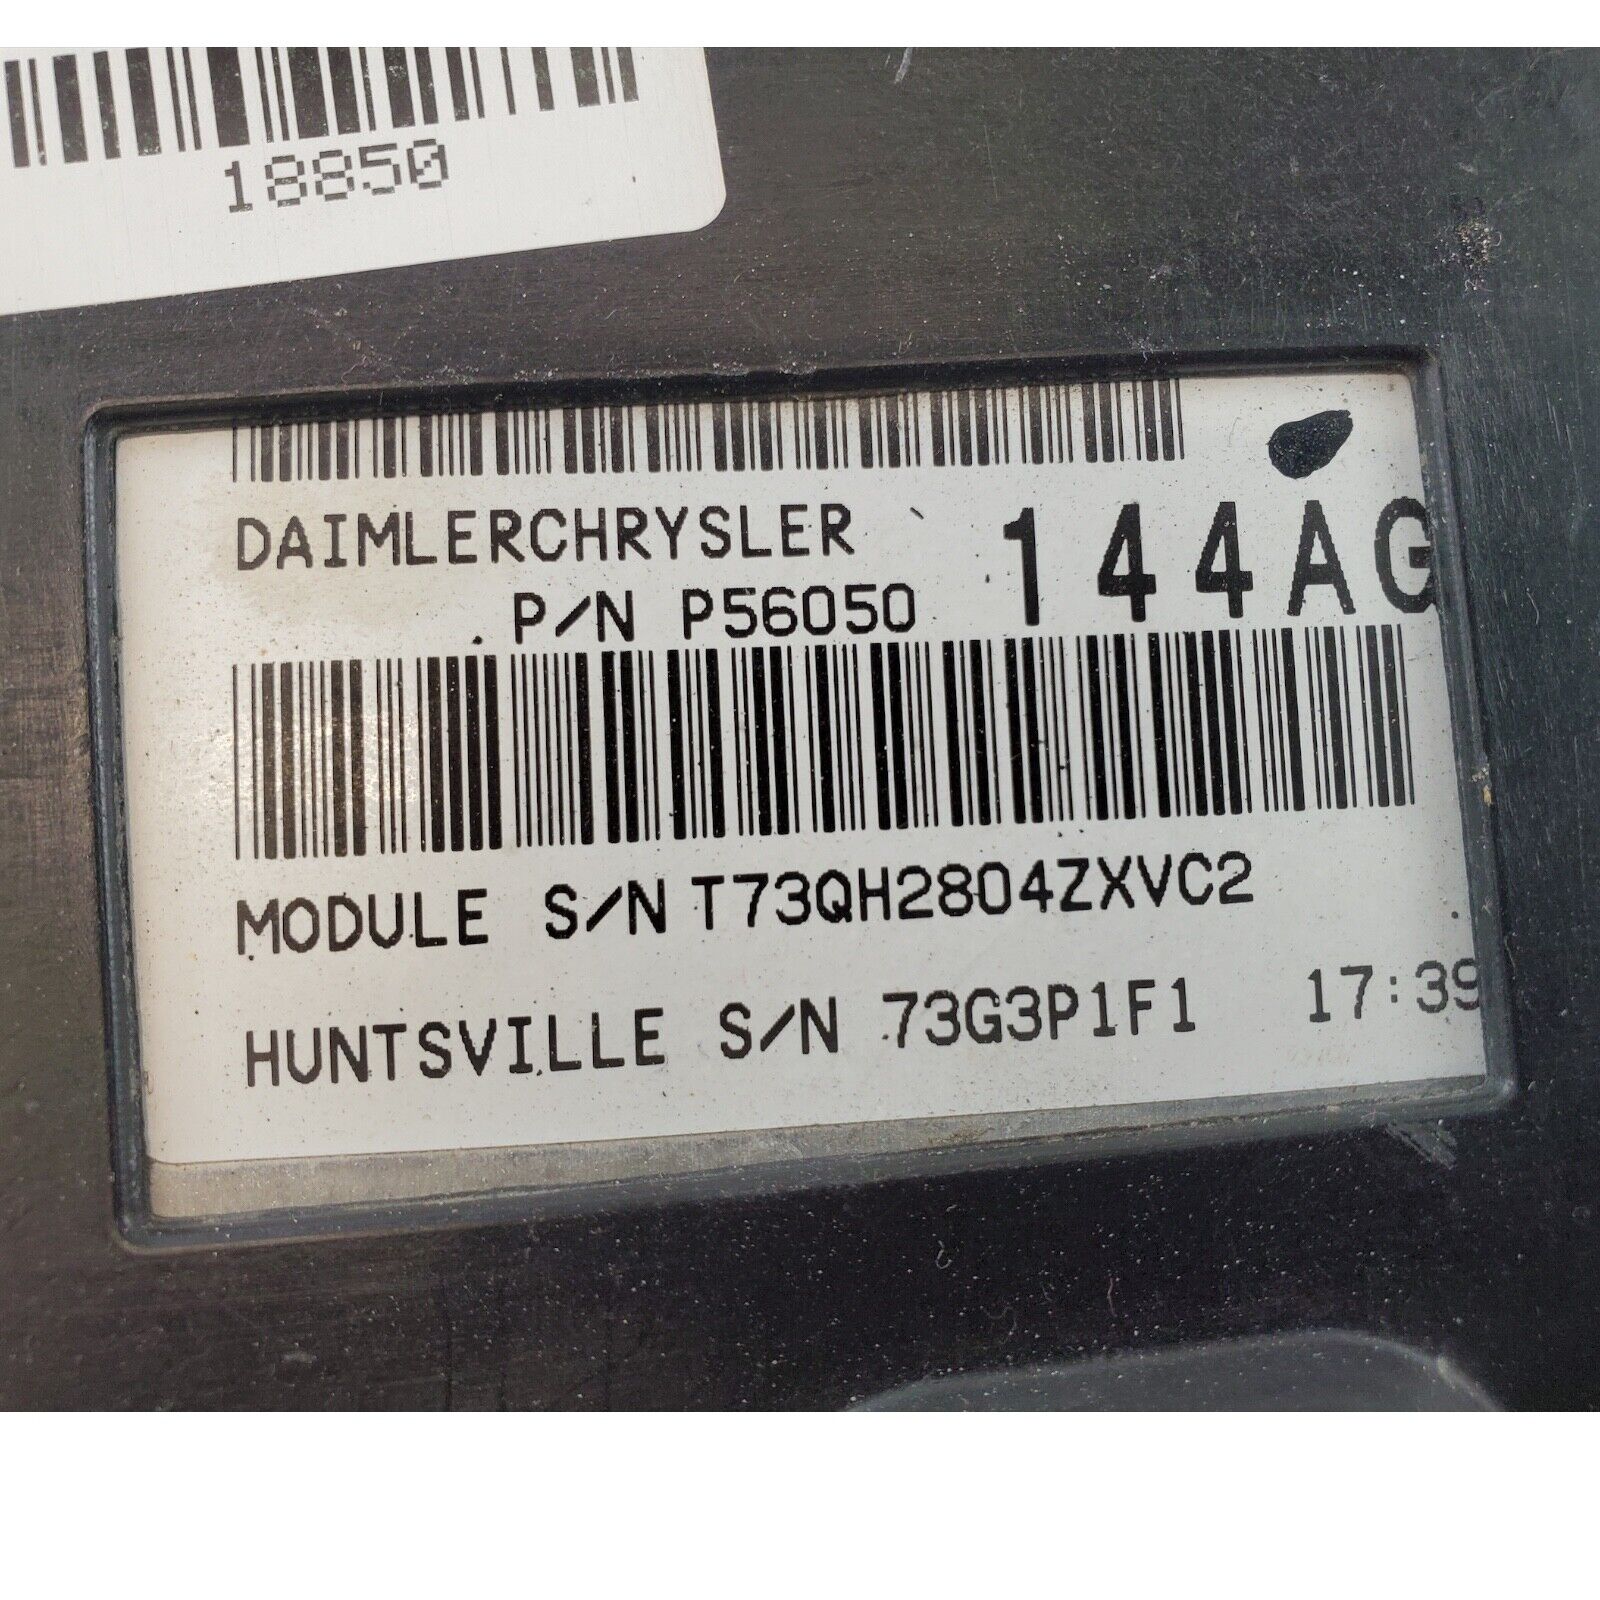 18850
DAIMLERCHRYSLER
P/N P56050 144AG
MODULE S/N T73QH2804ZXVC2
HUNTSVILLE S/N 73G3P1F1 17:39